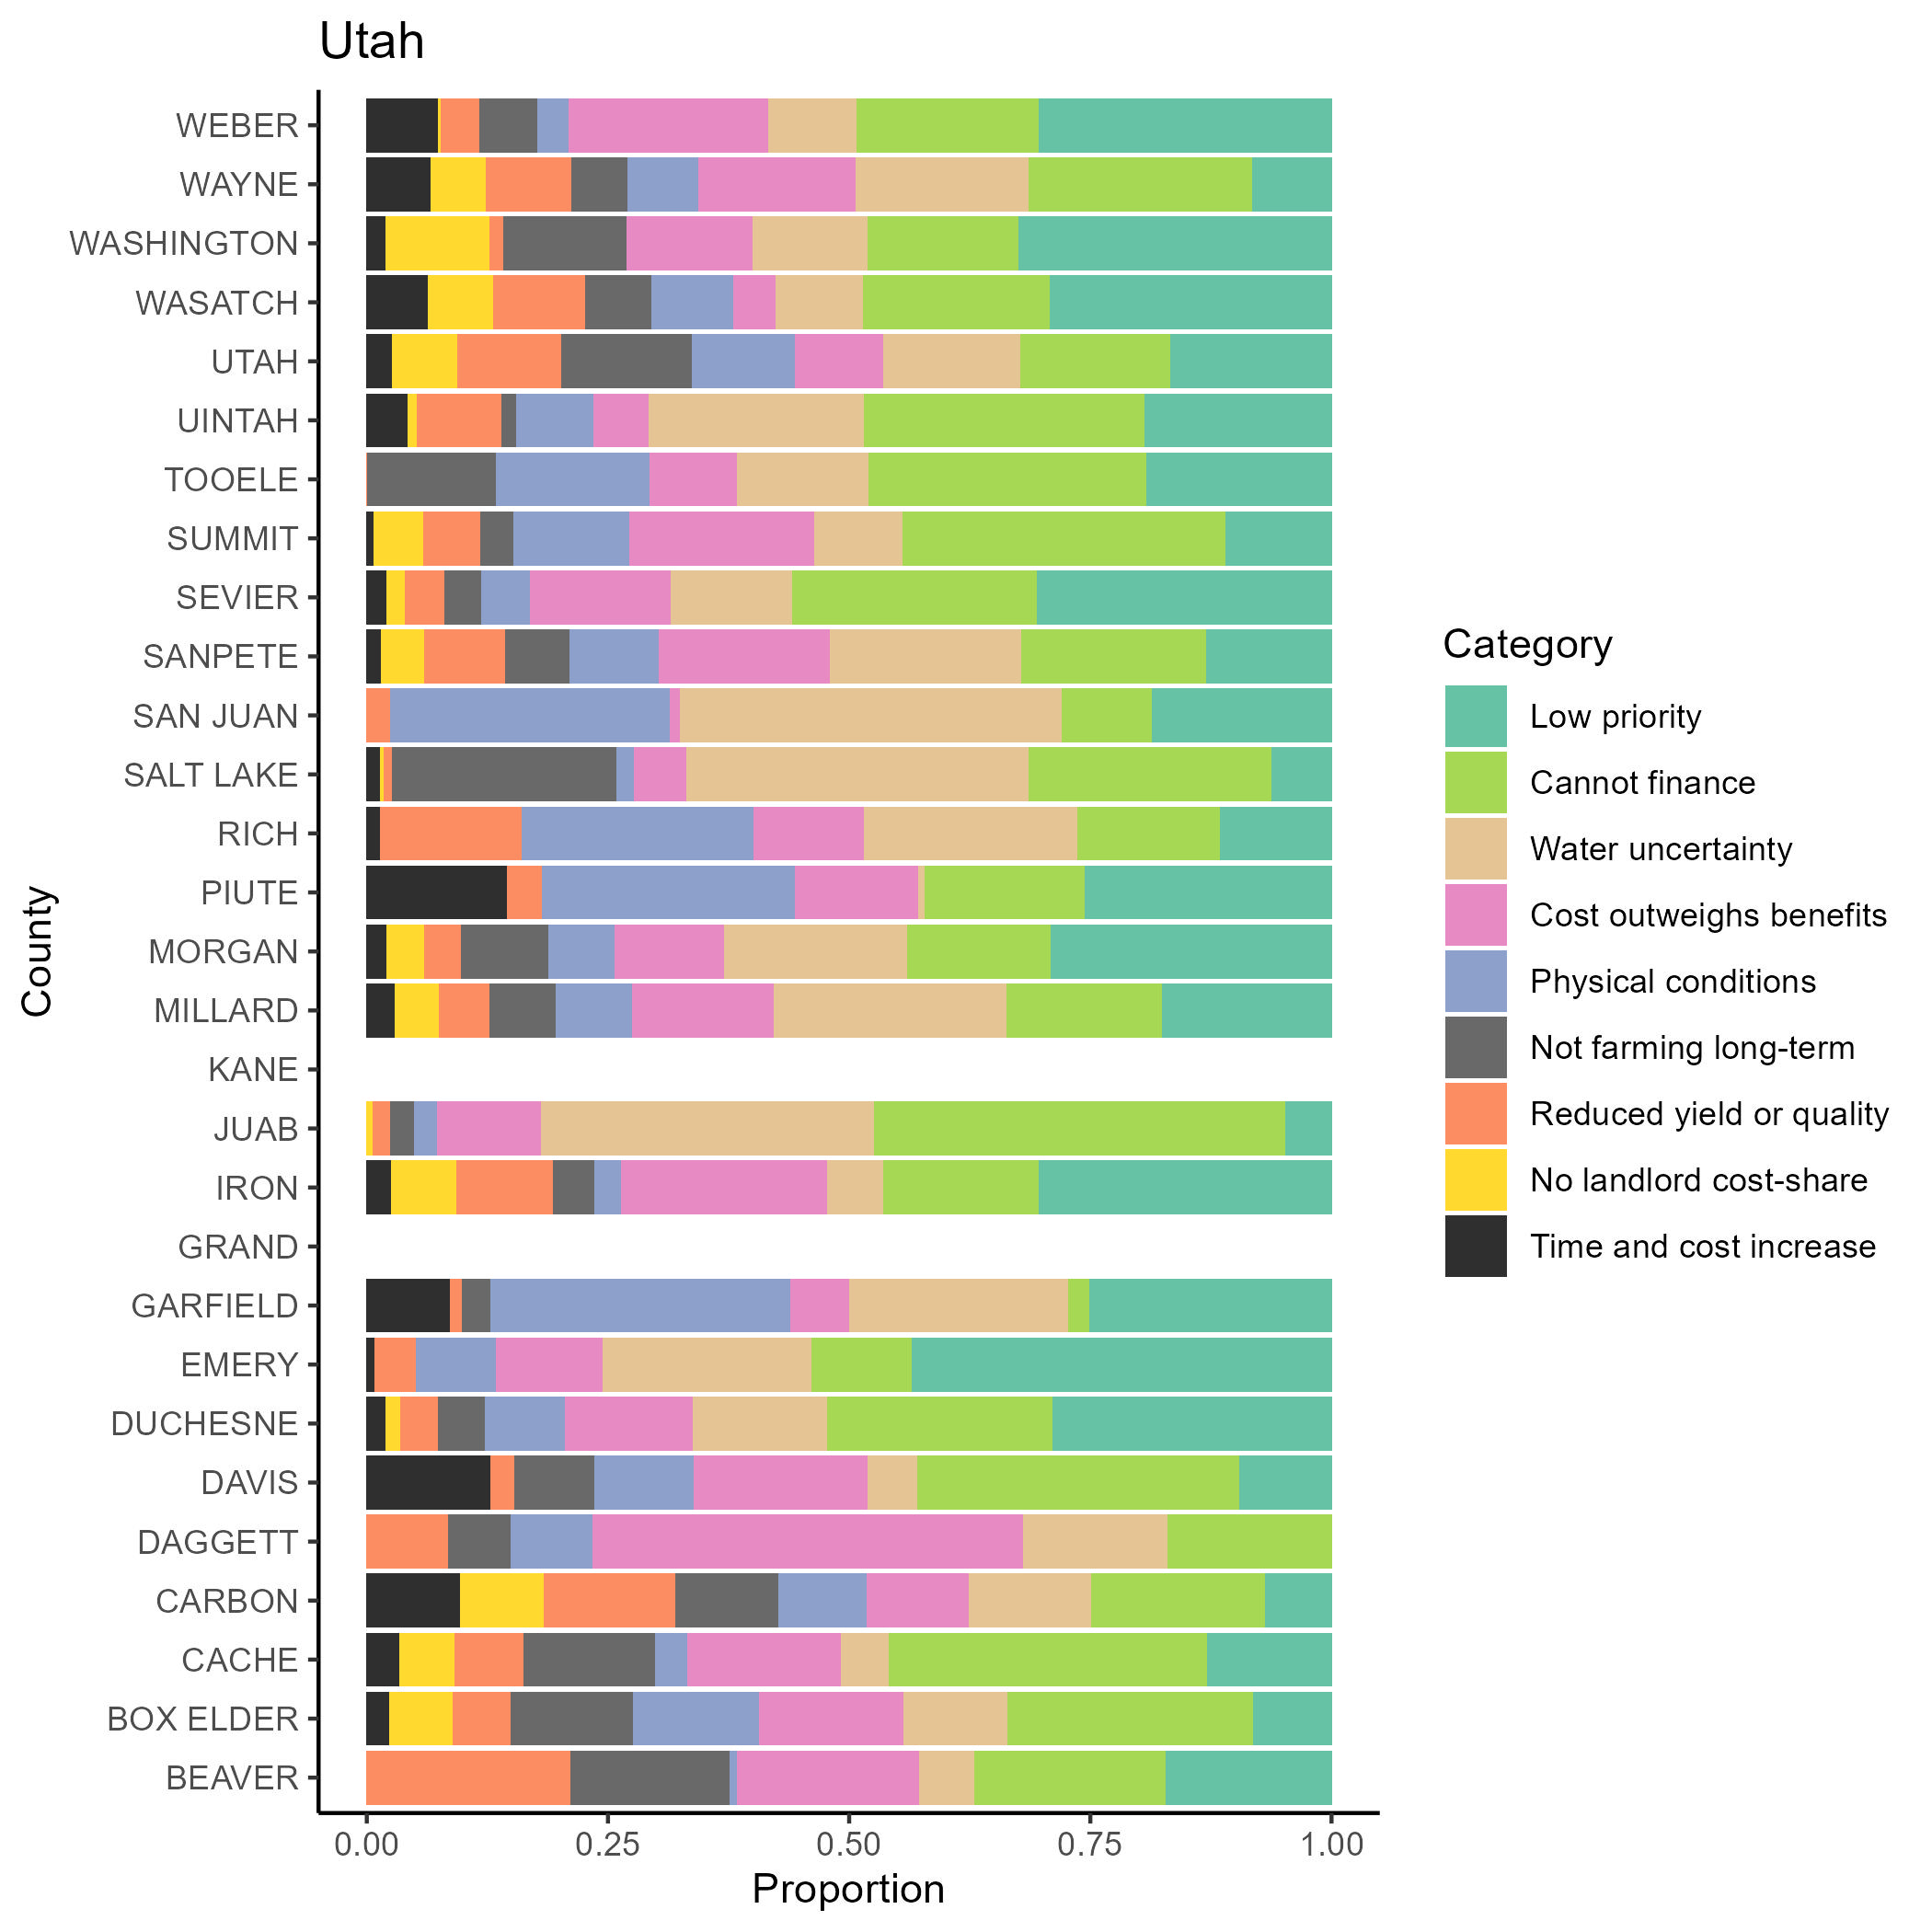 Utah
WEBER
WAYNE
WASHINGTON
WASATCH
UTAH
UINTAH
TOOELE
SUMMIT
SEVIER
SANPETE
SAN JUAN
SALT LAKE
RICH
PIUTE
MORGAN
MILLARD
KANE
JUAB
IRON
GRAND
GARFIELD
EMERY
DUCHESNE
DAVIS
DAGGETT
CARBON
CACHE
BOX ELDER
BEAVER
County
0.00 0.25 0.50 0.75 1.00
Proportion
Category
Low priority
Cannot finance
Water uncertainty
Cost outweighs benefits
Physical conditions
Not farming long-term
Reduced yield or quality
No landlord cost-share
Time and cost increase